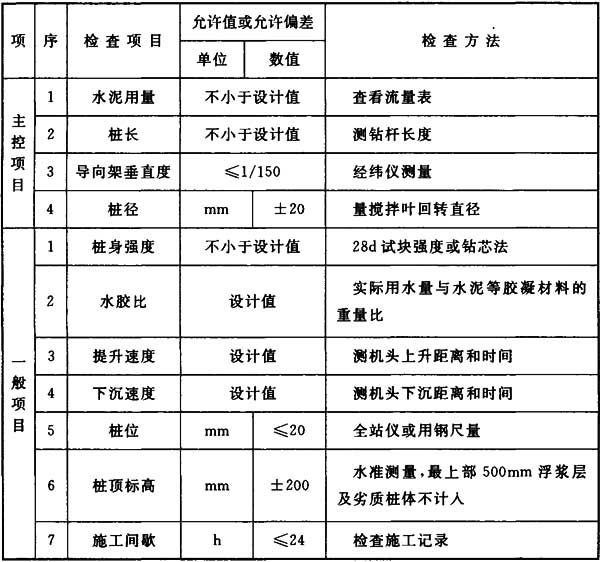 项 序 检查项目 允许值或允许偏差 检查方法
单位 数值
主控项目
1 水泥用量 不小于设计值 查看流量表
2 桩长 不小于设计值 测钻杆长度
3 导向架垂直度 ≤1/150 经纬仪测量
4 桩径 mm ±20 量搅拌叶回转直径
一般项目
1 桩身强度 不小于设计值 28d试块强度或钻芯法
2 水胶比 设计值 实际用水量与水泥等胶凝材料的
重量比
3 提升速度 设计值 测机头上升距离和时间
4 下沉速度 设计值 测机头下沉距离和时间
5 桩位 mm ≤20 全站仪或用钢尺量
6 桩顶标高 mm ±200 水准测量,最上部500mm浮浆层
及劣质桩体不计入
7 施工间歇 h ≤24 检查施工记录